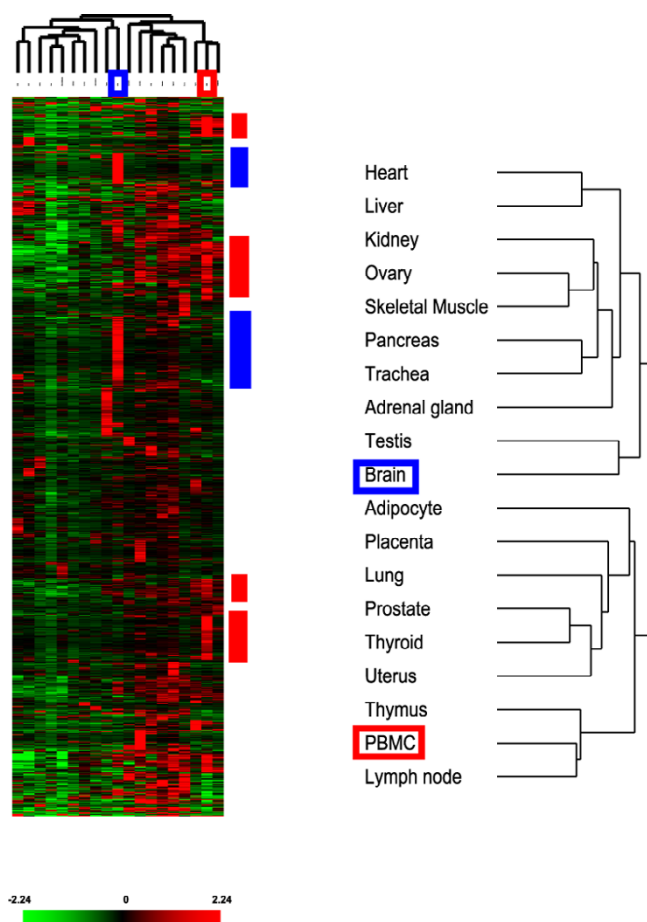 Heart
Liver
Kidney
Ovary
Skeletal Muscle
Pancreas
Trachea
Adrenal gland
Testis
Brain
Adipocyte
Placenta
Lung
Prostate
Thyroid
Uterus
Thymus
PBMC
Lymph node
-2.24 0 2.24